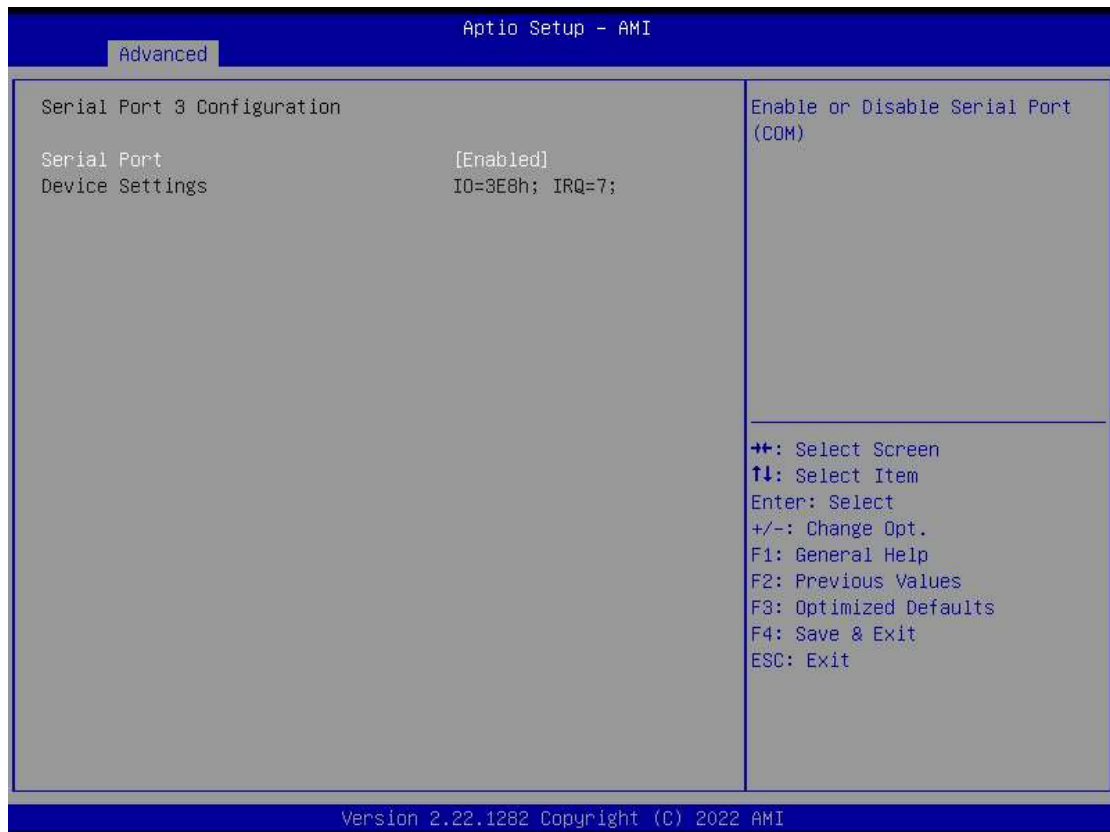 Aptio Setup - AMI
Advanced
Serial Port 3 Configuration
Serial Port [Enabled]
Device Settings IO=3E8h; IRQ=7;
Enable or Disable Serial Port
(COM)
→←: Select Screen
↑↓: Select Item
Enter: Select
+/-: Change Opt.
F1: General Help
F2: Previous Values
F3: Optimized Defaults
F4: Save & Exit
ESC: Exit
Version 2.22.1282 Copyright (C) 2022 AMI